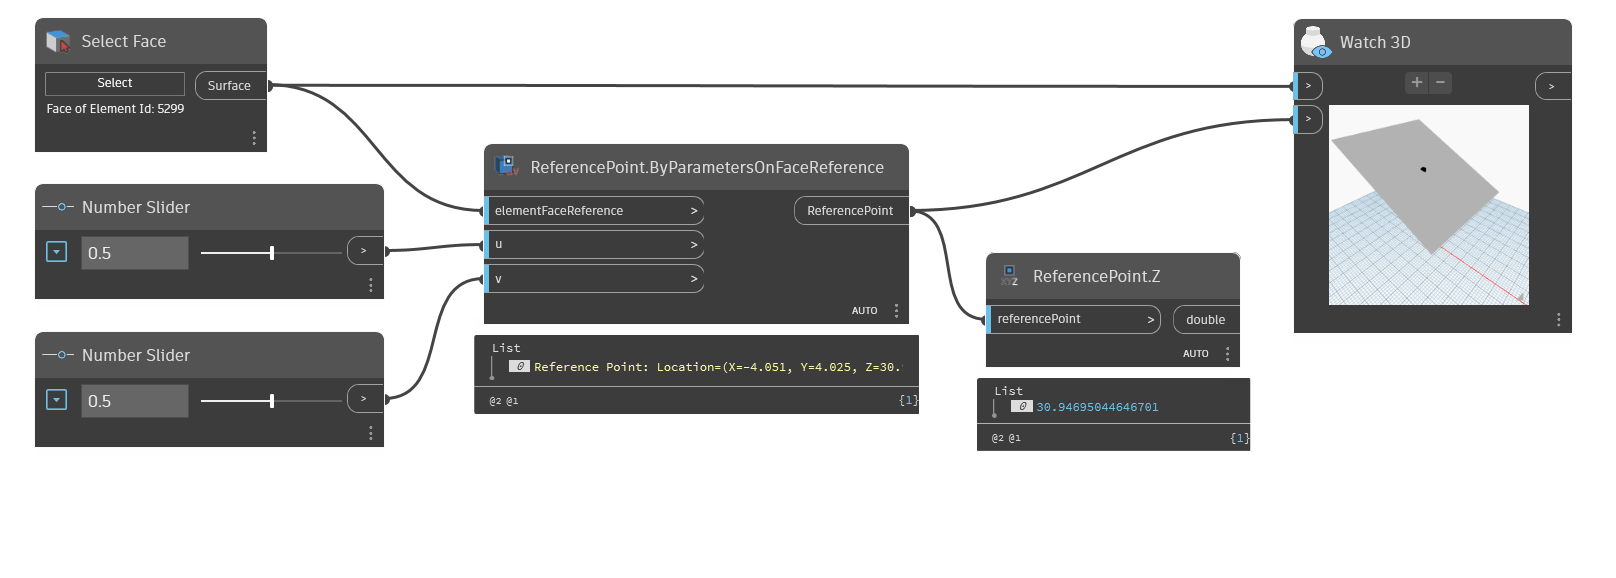 Select Face
Select
Surface
Face of Element Id: 5299
Number Slider
0.5
>
Number Slider
0.5
>
ReferencePoint.ByParametersOnFaceReference
elementFaceReference >
ReferencePoint
u >
v >
AUTO
List
0 Reference Point: Location=(X=-4.051, Y=4.025, Z=30.
@2 @1 {1}
ReferencePoint.Z
XYZ
referencePoint >
double
AUTO
List
0 30.94695044646701
@2 @1 {1}
Watch 3D
> + − >
>